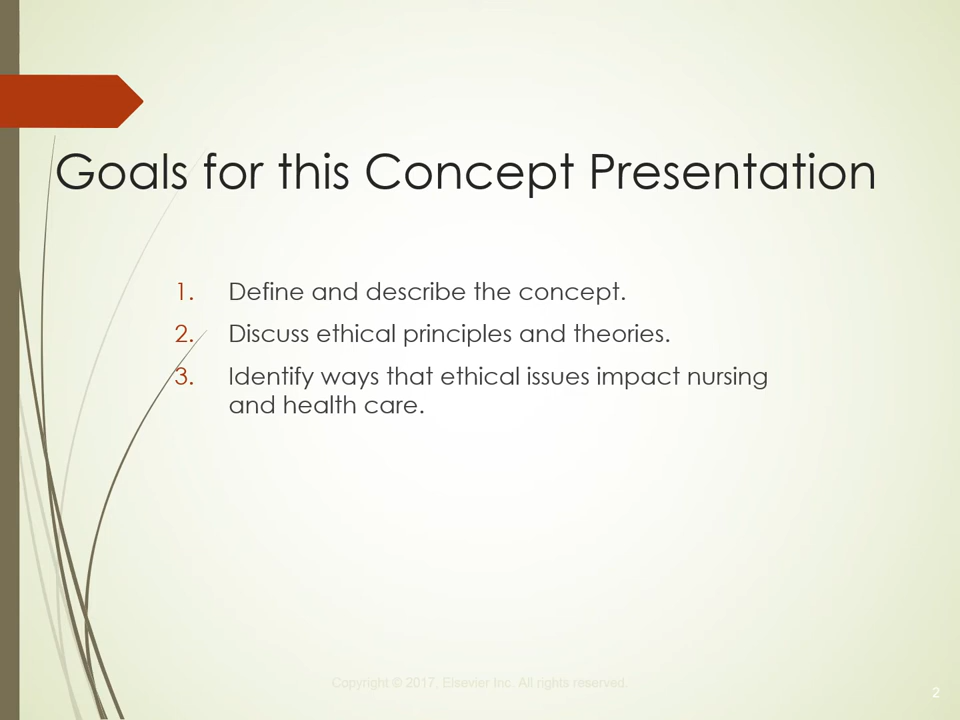 Goals for this Concept Presentation
1. Define and describe the concept.
2. Discuss ethical principles and theories.
3. Identify ways that ethical issues impact nursing
and health care.
Copyright © 2017, Elsevier Inc. All rights reserved.
2